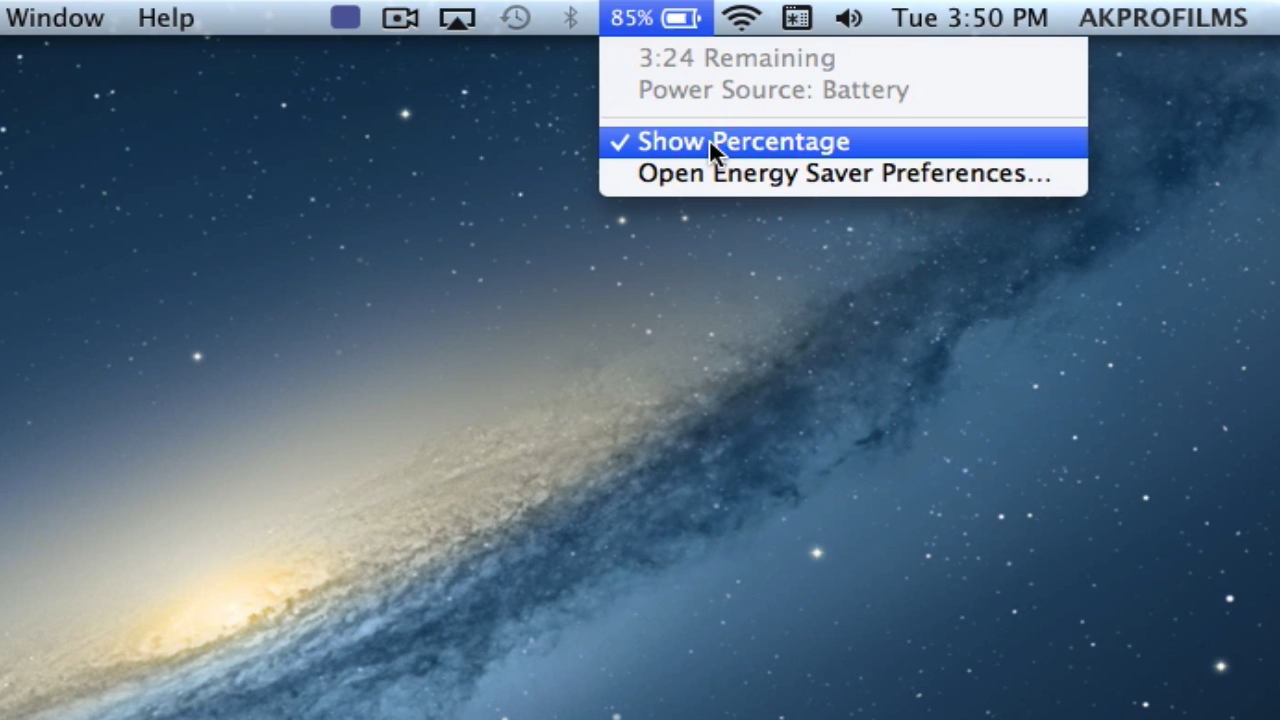 Window Help 85% Tue 3:50 PM AKPROFILMS
3:24 Remaining
Power Source: Battery
✓ Show Percentage
Open Energy Saver Preferences...